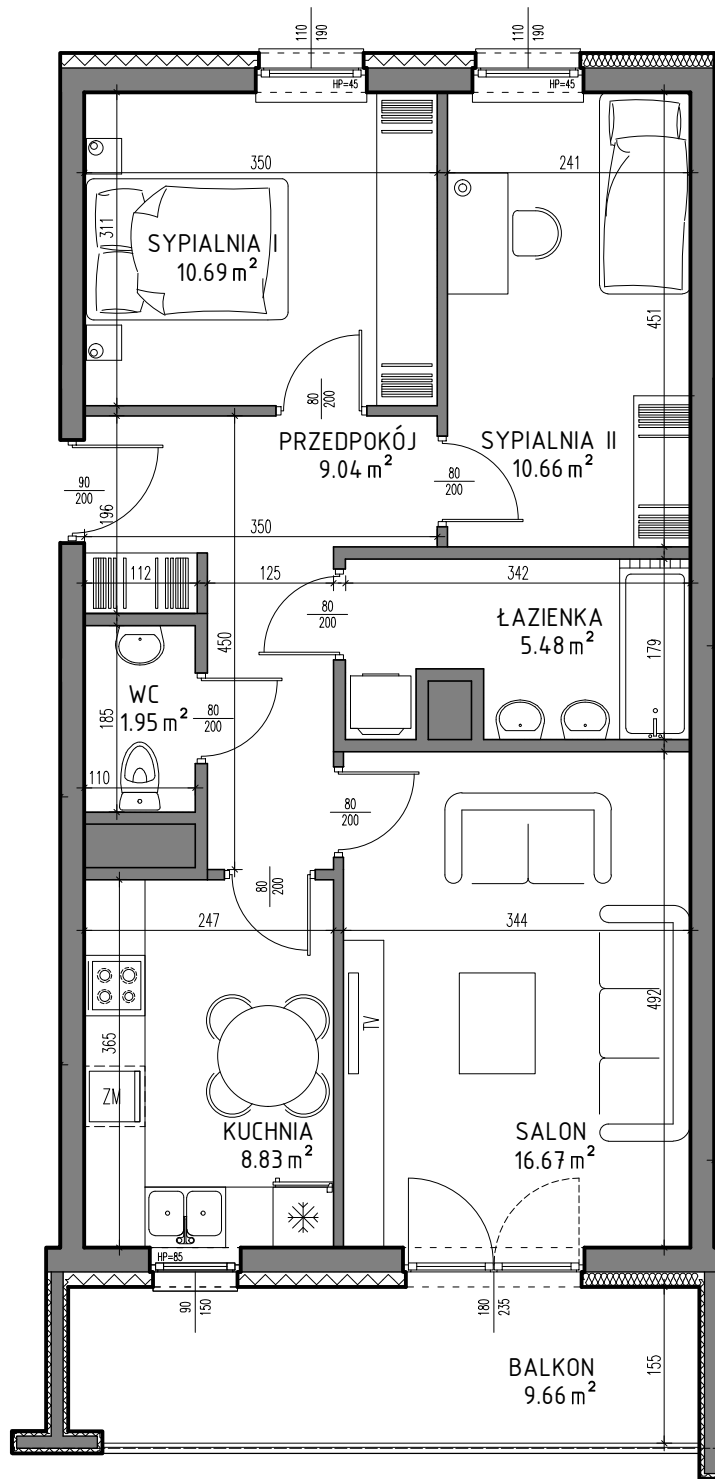 110
190
110
190
HP=45
HP=45
350
241
311
SYPIALNIA I
10.69 m²
451
80
200
PRZEDPOKÓJ
9.04 m²
SYPIALNIA II
10.66 m²
90
200
80
200
196
350
112
125
342
80
200
ŁAZIENKA
5.48 m²
450
179
WC
1.95 m²
185
80
200
110
80
200
80
200
247
344
492
365
TV
ZM
KUCHNIA
8.83 m²
SALON
16.67 m²
HP=85
90
150
180
235
BALKON
9.66 m²
155